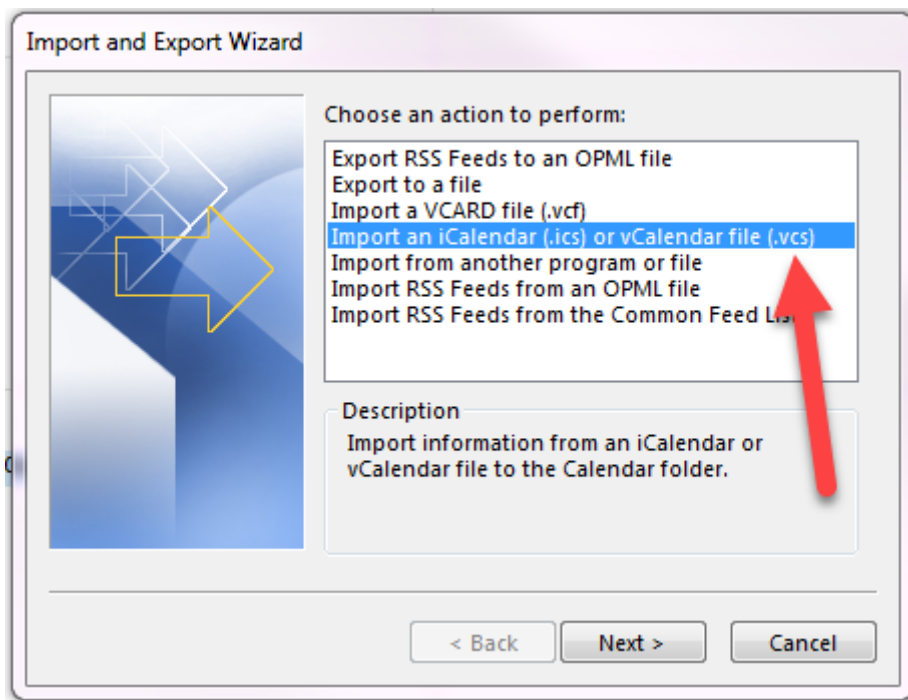 Import and Export Wizard
Choose an action to perform:
Export RSS Feeds to an OPML file
Export to a file
Import a VCARD file (.vcf)
Import an iCalendar (.ics) or vCalendar file (.vcs)
Import from another program or file
Import RSS Feeds from an OPML file
Import RSS Feeds from the Common Feed List
Description
Import information from an iCalendar or
vCalendar file to the Calendar folder.
< Back
Next >
Cancel